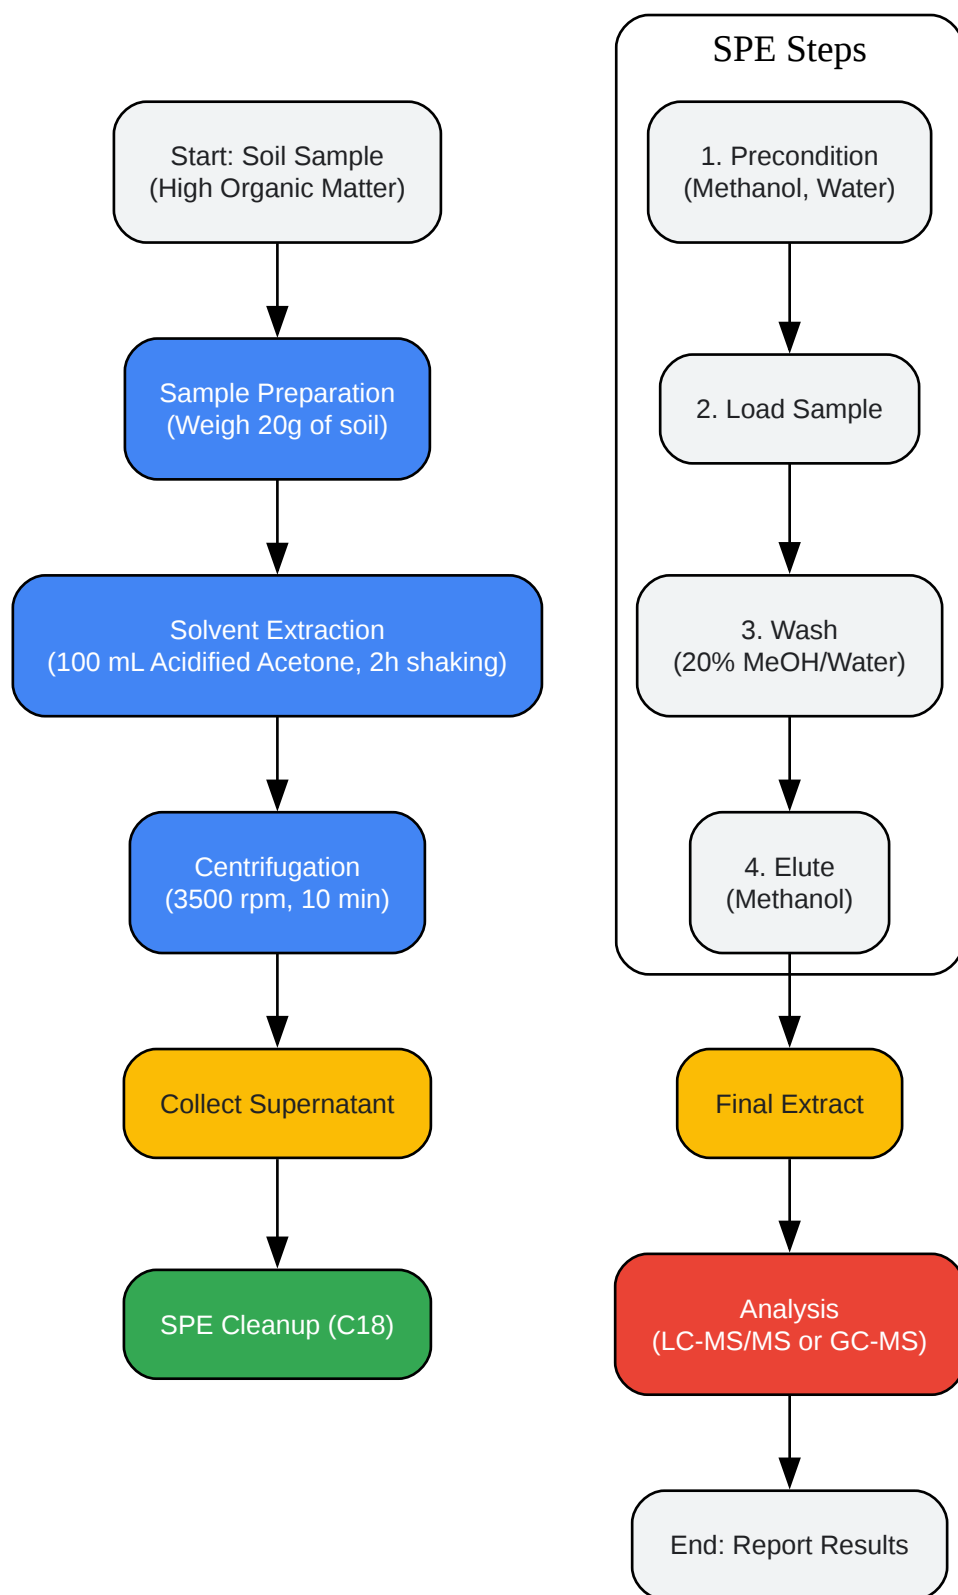 Start: Soil Sample
(High Organic Matter)
Sample Preparation
(Weigh 20g of soil)
Solvent Extraction
(100 mL Acidified Acetone, 2h shaking)
Centrifugation
(3500 rpm, 10 min)
Collect Supernatant
SPE Cleanup (C18)
SPE Steps
1. Precondition
(Methanol, Water)
2. Load Sample
3. Wash
(20% MeOH/Water)
4. Elute
(Methanol)
Final Extract
Analysis
(LC-MS/MS or GC-MS)
End: Report Results